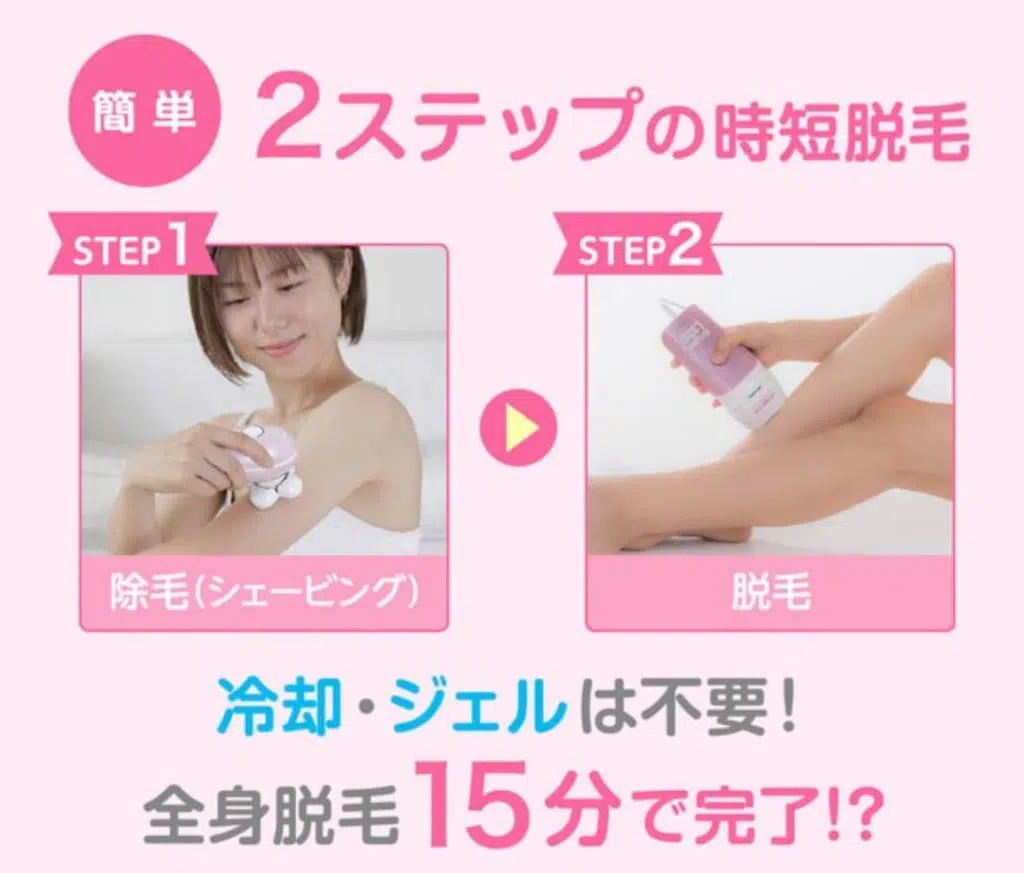 簡単
2ステップの時短脱毛
STEP1
STEP2
除毛(シェービング)
脱毛
冷却・ジェルは不要!
全身脱毛15分で完了!?